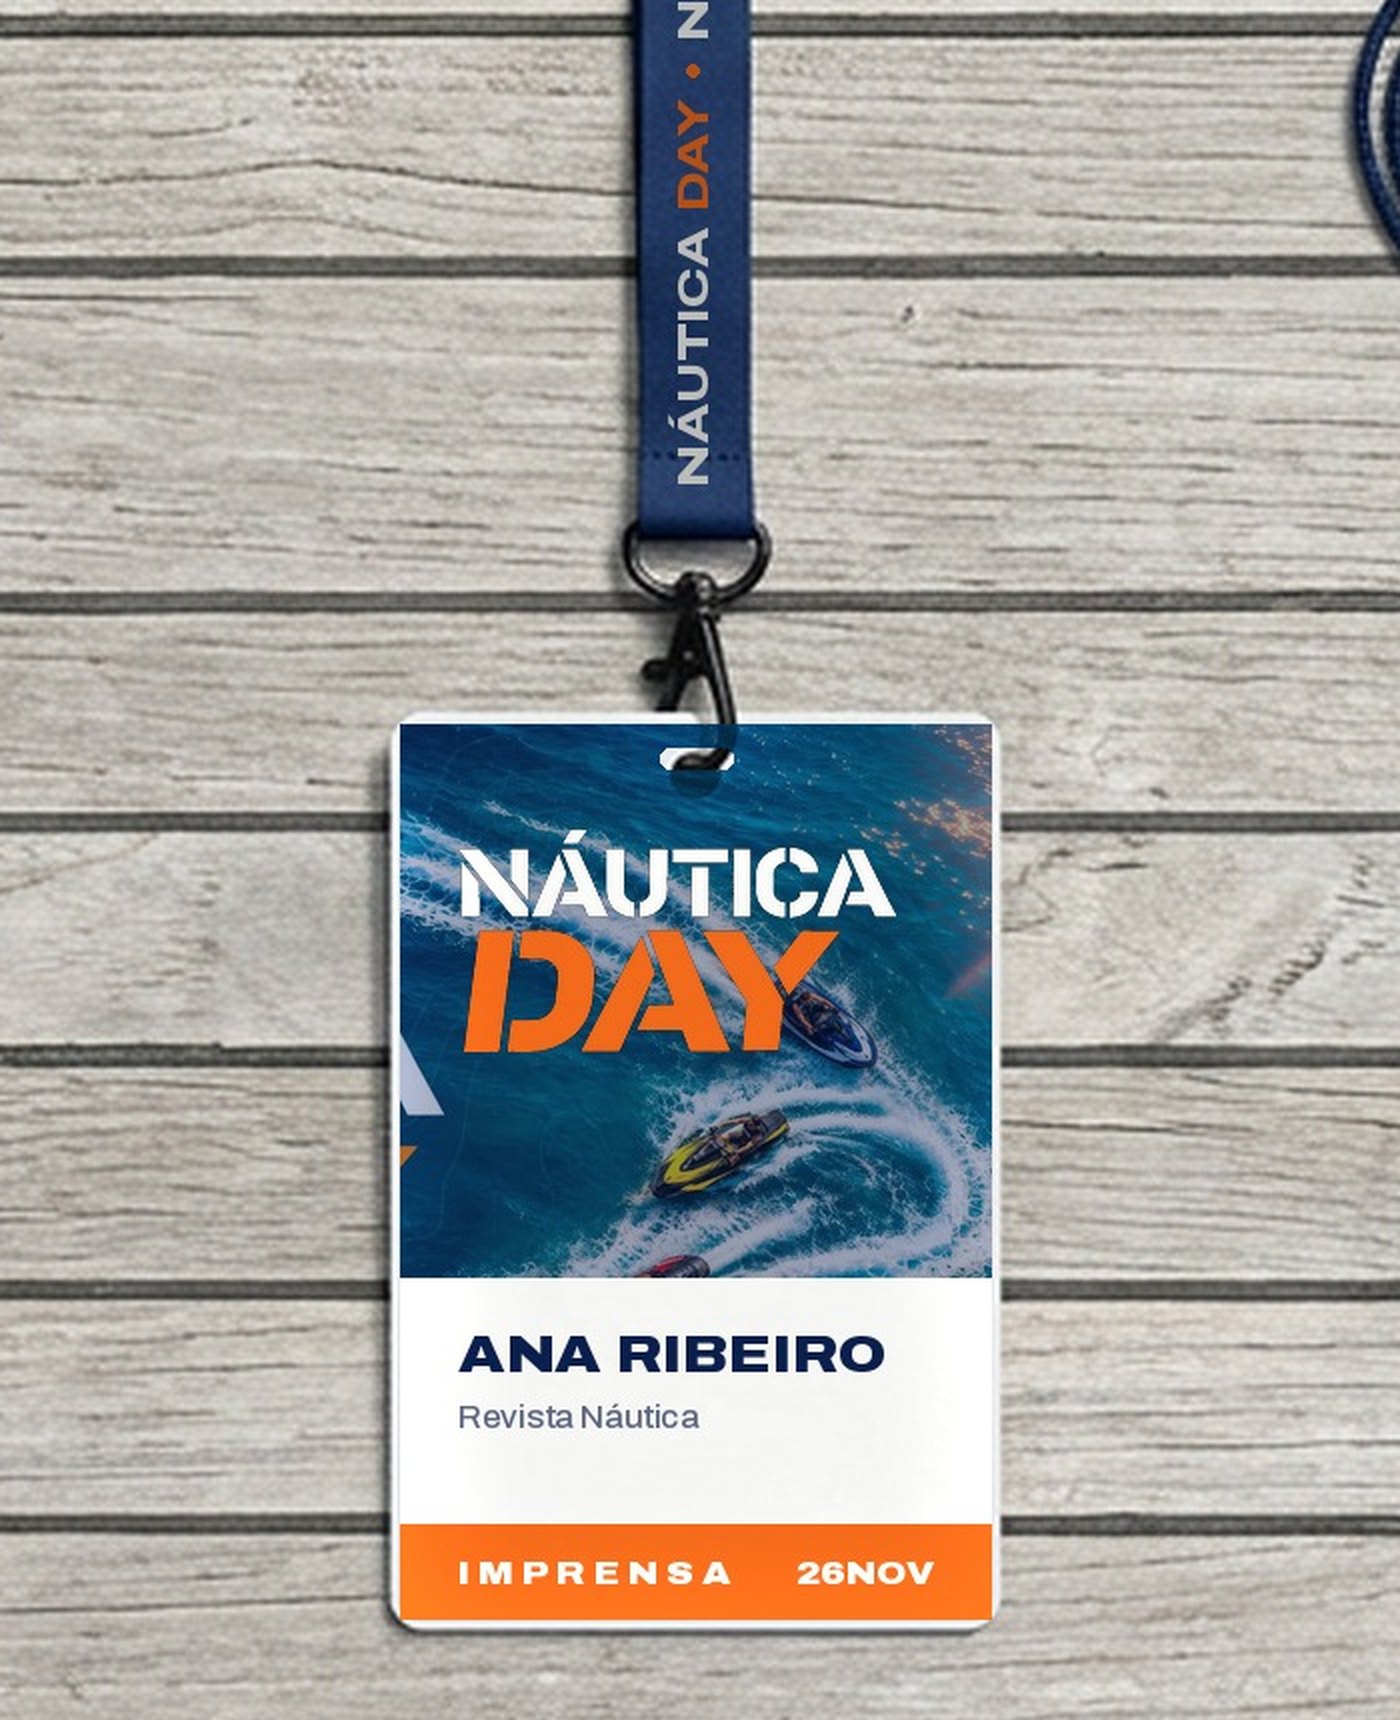 NÁUTICA DAY • N
NÁUTICA
DAY
ANA RIBEIRO
Revista Náutica
IMPRENSA 26NOV